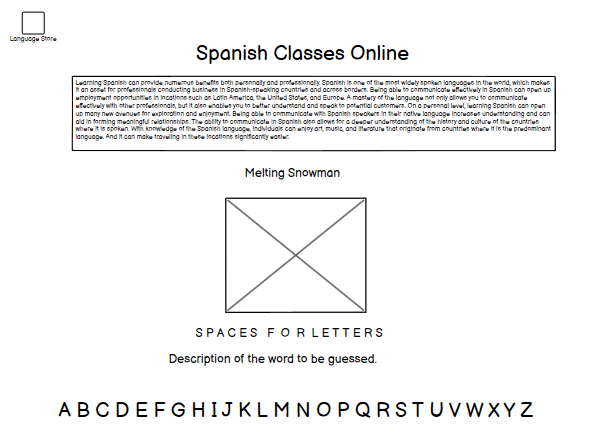 Language Store
Spanish Classes Online
Learning Spanish can provide numerous benefits both personally and professionally. Spanish is one of the most widely spoken languages in the world, which makes
it an asset for professionals conducting business in Spanish-speaking countries and across borders. Being able to communicate effectively in Spanish can open up
employment opportunities in locations such as Latin America, the United States, and Europe. A mastery of the language not only allows you to communicate
effectively with other professionals, but it also enables you to better understand and speak to potential customers. On a personal level, learning Spanish can open
up many new avenues for exploration and enjoyment. Being able to communicate with Spanish speakers in their native language increases understanding and can
aid in forming meaningful relationships. The ability to communicate in Spanish also allows for a deeper understanding of the history and culture of the countries
where it is spoken. With knowledge of the Spanish language, individuals can enjoy art, music, and literature that originate from countries where it is the predominant
language. And it can make traveling in these locations significantly easier.
Melting Snowman
SPACES FOR LETTERS
Description of the word to be guessed.
A B C D E F G H I J K L M N O P Q R S T U V W X Y Z